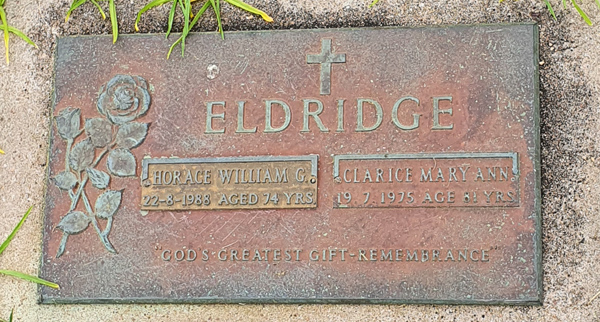 ELDRIDGE
HORACE WILLIAM G.
22-8-1988 AGED 74 YRS
CLARICE MARY ANN
19.7.1975 AGE 81 YRS
"GOD'S GREATEST GIFT-REMEMBRANCE"